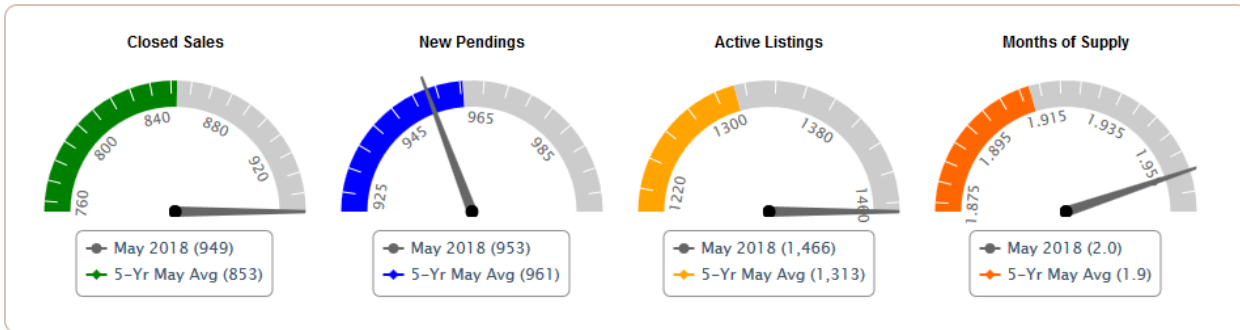 Closed Sales
760
800
840
880
920
May 2018 (949)
5-Yr May Avg (853)
New Pendings
925
945
965
985
May 2018 (953)
5-Yr May Avg (961)
Active Listings
1220
1300
1380
1460
May 2018 (1,466)
5-Yr May Avg (1,313)
Months of Supply
1.875
1.895
1.915
1.935
May 2018 (2.0)
5-Yr May Avg (1.9)